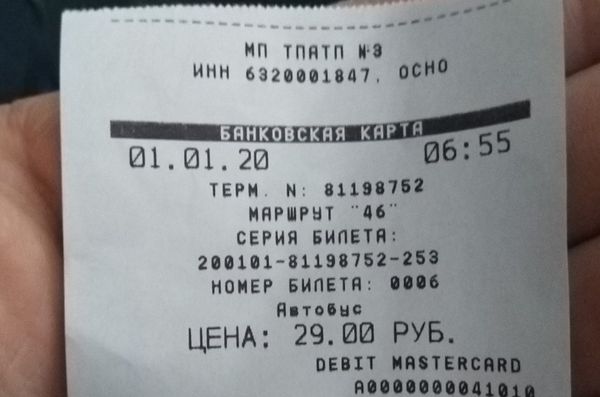 МП ТПАТП №3
ИНН 6320001847, ОСНО
БАНКОВСКАЯ КАРТА
01.01.20 06:55
ТЕРМ. N: 81198752
МАРШРУТ "46"
СЕРИЯ БИЛЕТА:
200101-81198752-253
НОМЕР БИЛЕТА: 0006
Автобус
ЦЕНА: 29.00 РУБ.
DEBIT MASTERCARD
A0000000041010